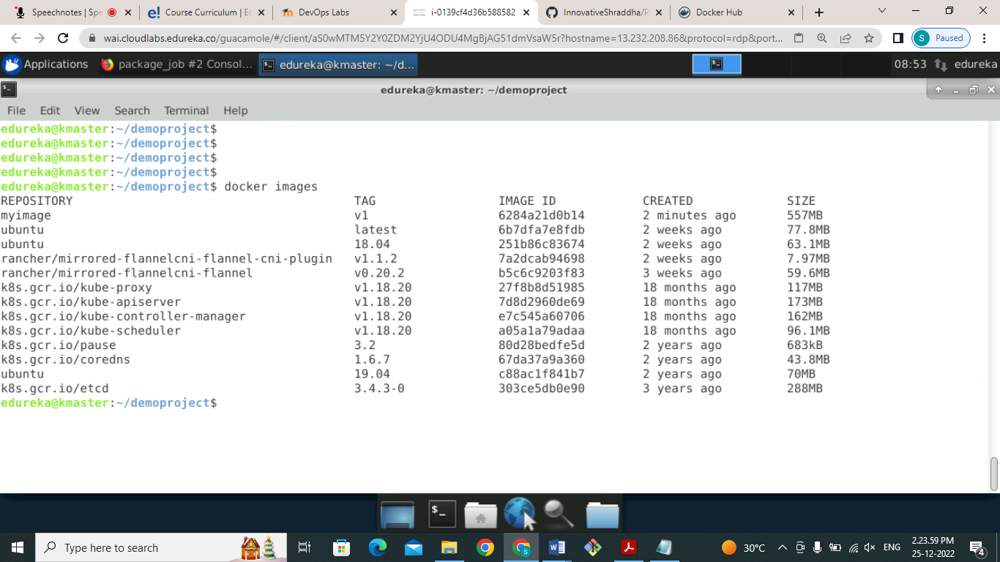 Speechnotes | Spe
Course Curriculum | Ec
DevOps Labs
i-0139cf4d36b588582
InnovativeShraddha/P
Docker Hub
wai.cloudlabs.edureka.co/guacamole/#/client/aS0wMTM5Y2Y0ZDM2YjU4ODU4MgBjAG51dmVsaW5r?hostname=13.232.208.86&protocol=rdp&port...
S Paused
Applications
package_job #2 Consol...
edureka@kmaster: ~/d...
08:53
edureka
edureka@kmaster: ~/demoproject
File Edit View Search Terminal Help
edureka@kmaster:~/demoproject$
edureka@kmaster:~/demoproject$
edureka@kmaster:~/demoproject$
edureka@kmaster:~/demoproject$
edureka@kmaster:~/demoproject$ docker images
REPOSITORY TAG IMAGE ID CREATED SIZE
myimage v1 6284a21d0b14 2 minutes ago 557MB
ubuntu latest 6b7dfa7e8fdb 2 weeks ago 77.8MB
ubuntu 18.04 251b86c83674 2 weeks ago 63.1MB
rancher/mirrored-flannelcni-flannel-cni-plugin v1.1.2 7a2dcab94698 2 weeks ago 7.97MB
rancher/mirrored-flannelcni-flannel v0.20.2 b5c6c9203f83 3 weeks ago 59.6MB
k8s.gcr.io/kube-proxy v1.18.20 27f8b8d51985 18 months ago 117MB
k8s.gcr.io/kube-apiserver v1.18.20 7d8d2960de69 18 months ago 173MB
k8s.gcr.io/kube-controller-manager v1.18.20 e7c545a60706 18 months ago 162MB
k8s.gcr.io/kube-scheduler v1.18.20 a05a1a79adaa 18 months ago 96.1MB
k8s.gcr.io/pause 3.2 80d28bedfe5d 2 years ago 683kB
k8s.gcr.io/coredns 1.6.7 67da37a9a360 2 years ago 43.8MB
ubuntu 19.04 c88ac1f841b7 2 years ago 70MB
k8s.gcr.io/etcd 3.4.3-0 303ce5db0e90 3 years ago 288MB
edureka@kmaster:~/demoproject$
Type here to search
30°C
ENG
2.23.59 PM
25-12-2022
4